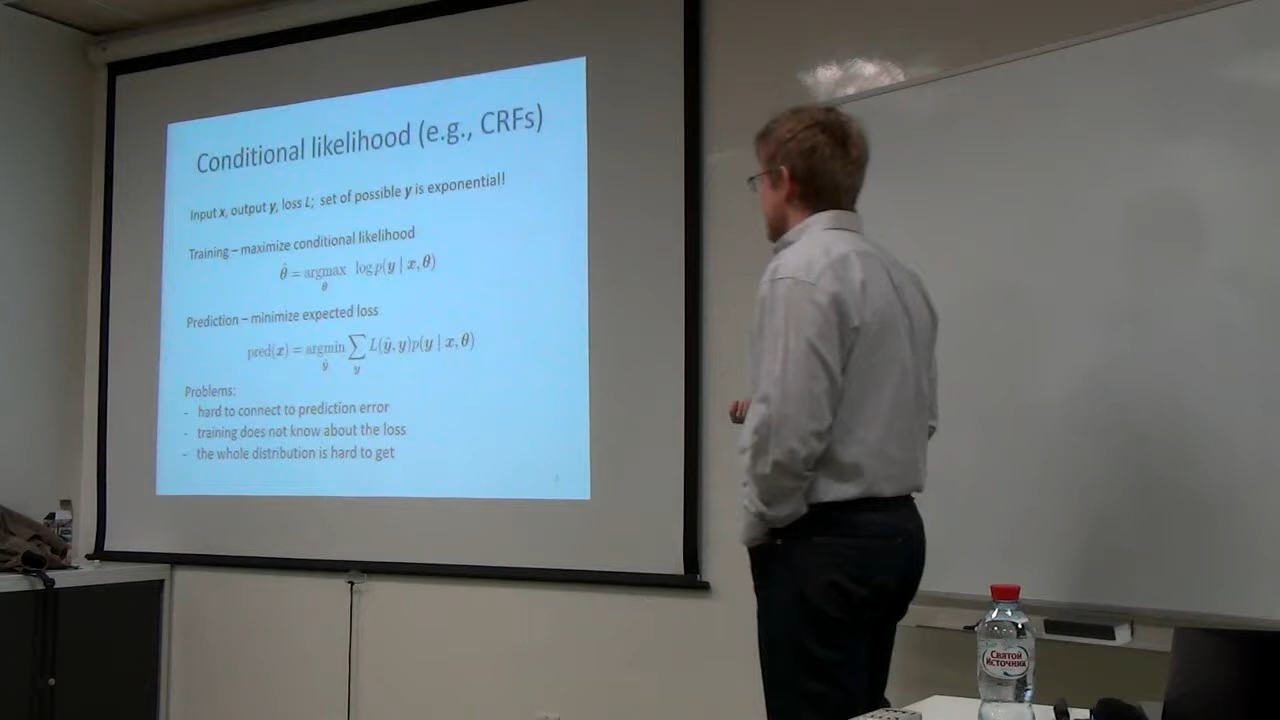 Conditional likelihood (e.g., CRFs)
Input x, output y, loss L; set of possible y is exponential!
Training – maximize conditional likelihood
θ̂ = argmax log p(y | x, θ)
θ
Prediction – minimize expected loss
pred(x) = argmin ∑ L(ŷ, y)p(y | x, θ)
ŷ y
Problems:
- hard to connect to prediction error
- training does not know about the loss
- the whole distribution is hard to get
Святой
Источник